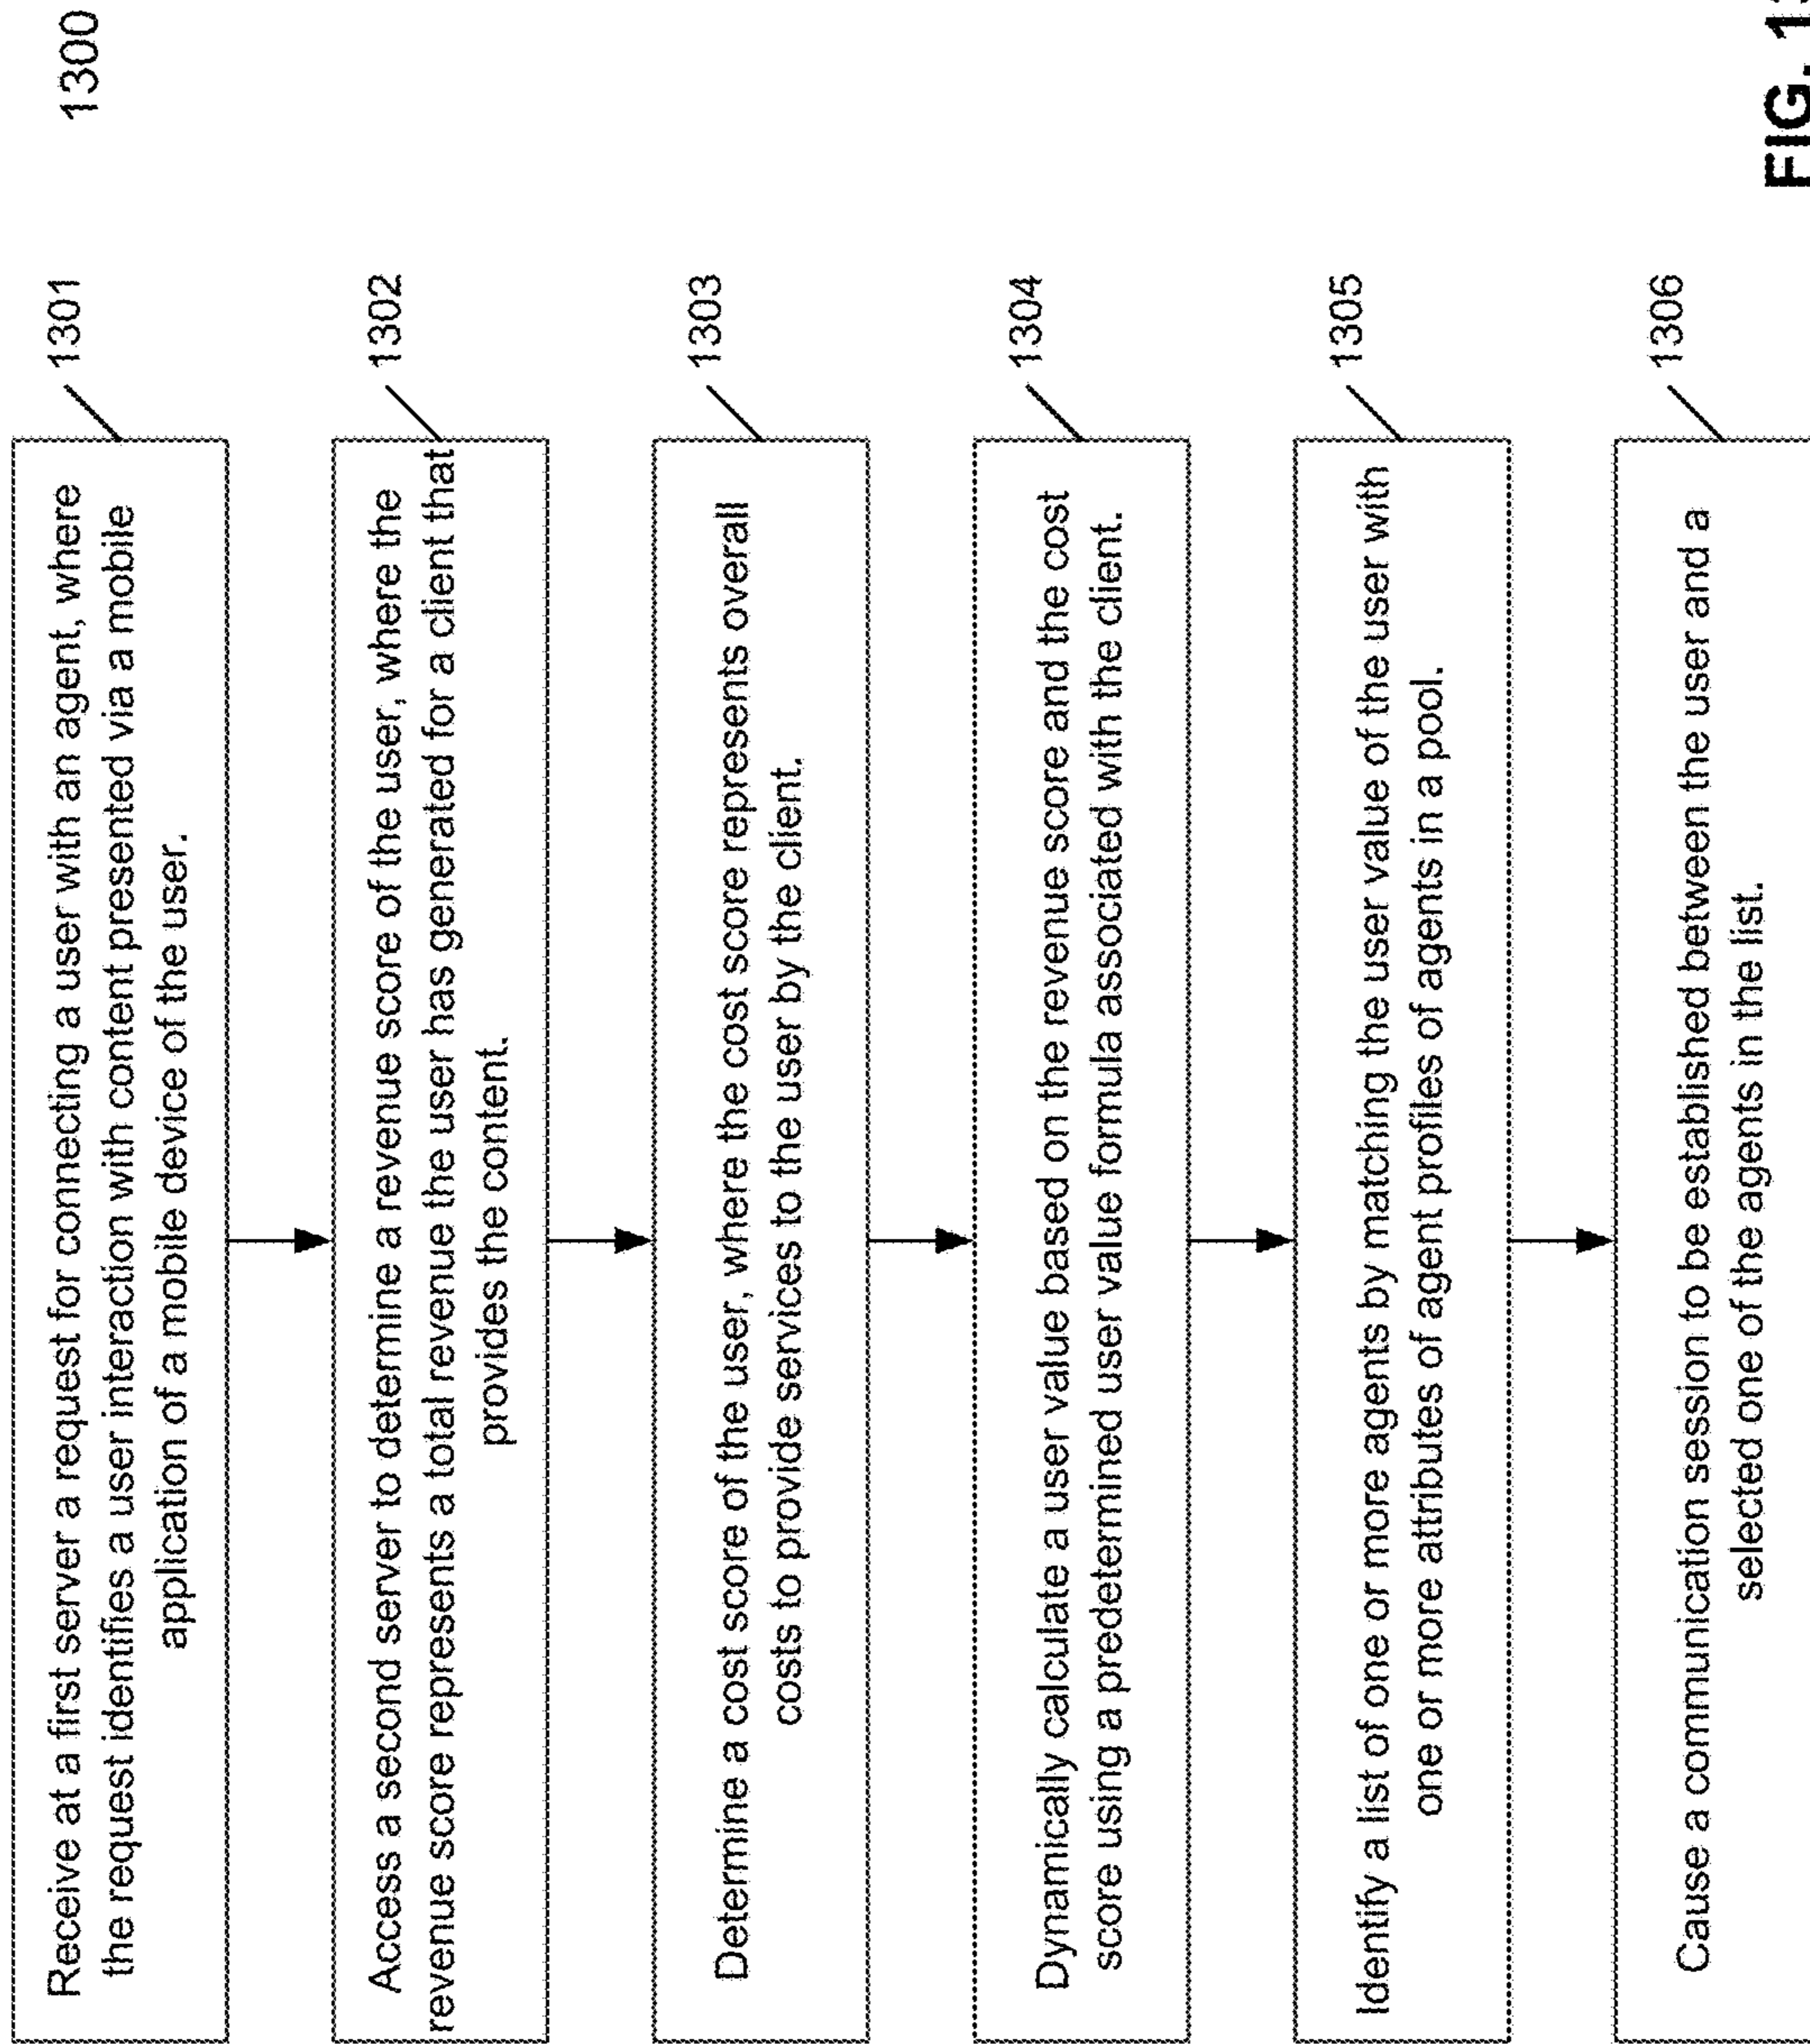 1300
Receive at a first server a request for connecting a user with an agent, where
the request identifies a user interaction with content presented via a mobile
application of a mobile device of the user.
1301
Access a second server to determine a revenue score of the user, where the
revenue score represents a total revenue the user has generated for a client that
provides the content.
1302
Determine a cost score of the user, where the cost score represents overall
costs to provide services to the user by the client.
1303
Dynamically calculate a user value based on the revenue score and the cost
score using a predetermined user value formula associated with the client.
1304
Identify a list of one or more agents by matching the user value of the user with
one or more attributes of agent profiles of agents in a pool.
1305
Cause a communication session to be established between the user and a
selected one of the agents in the list.
1306
FIG.